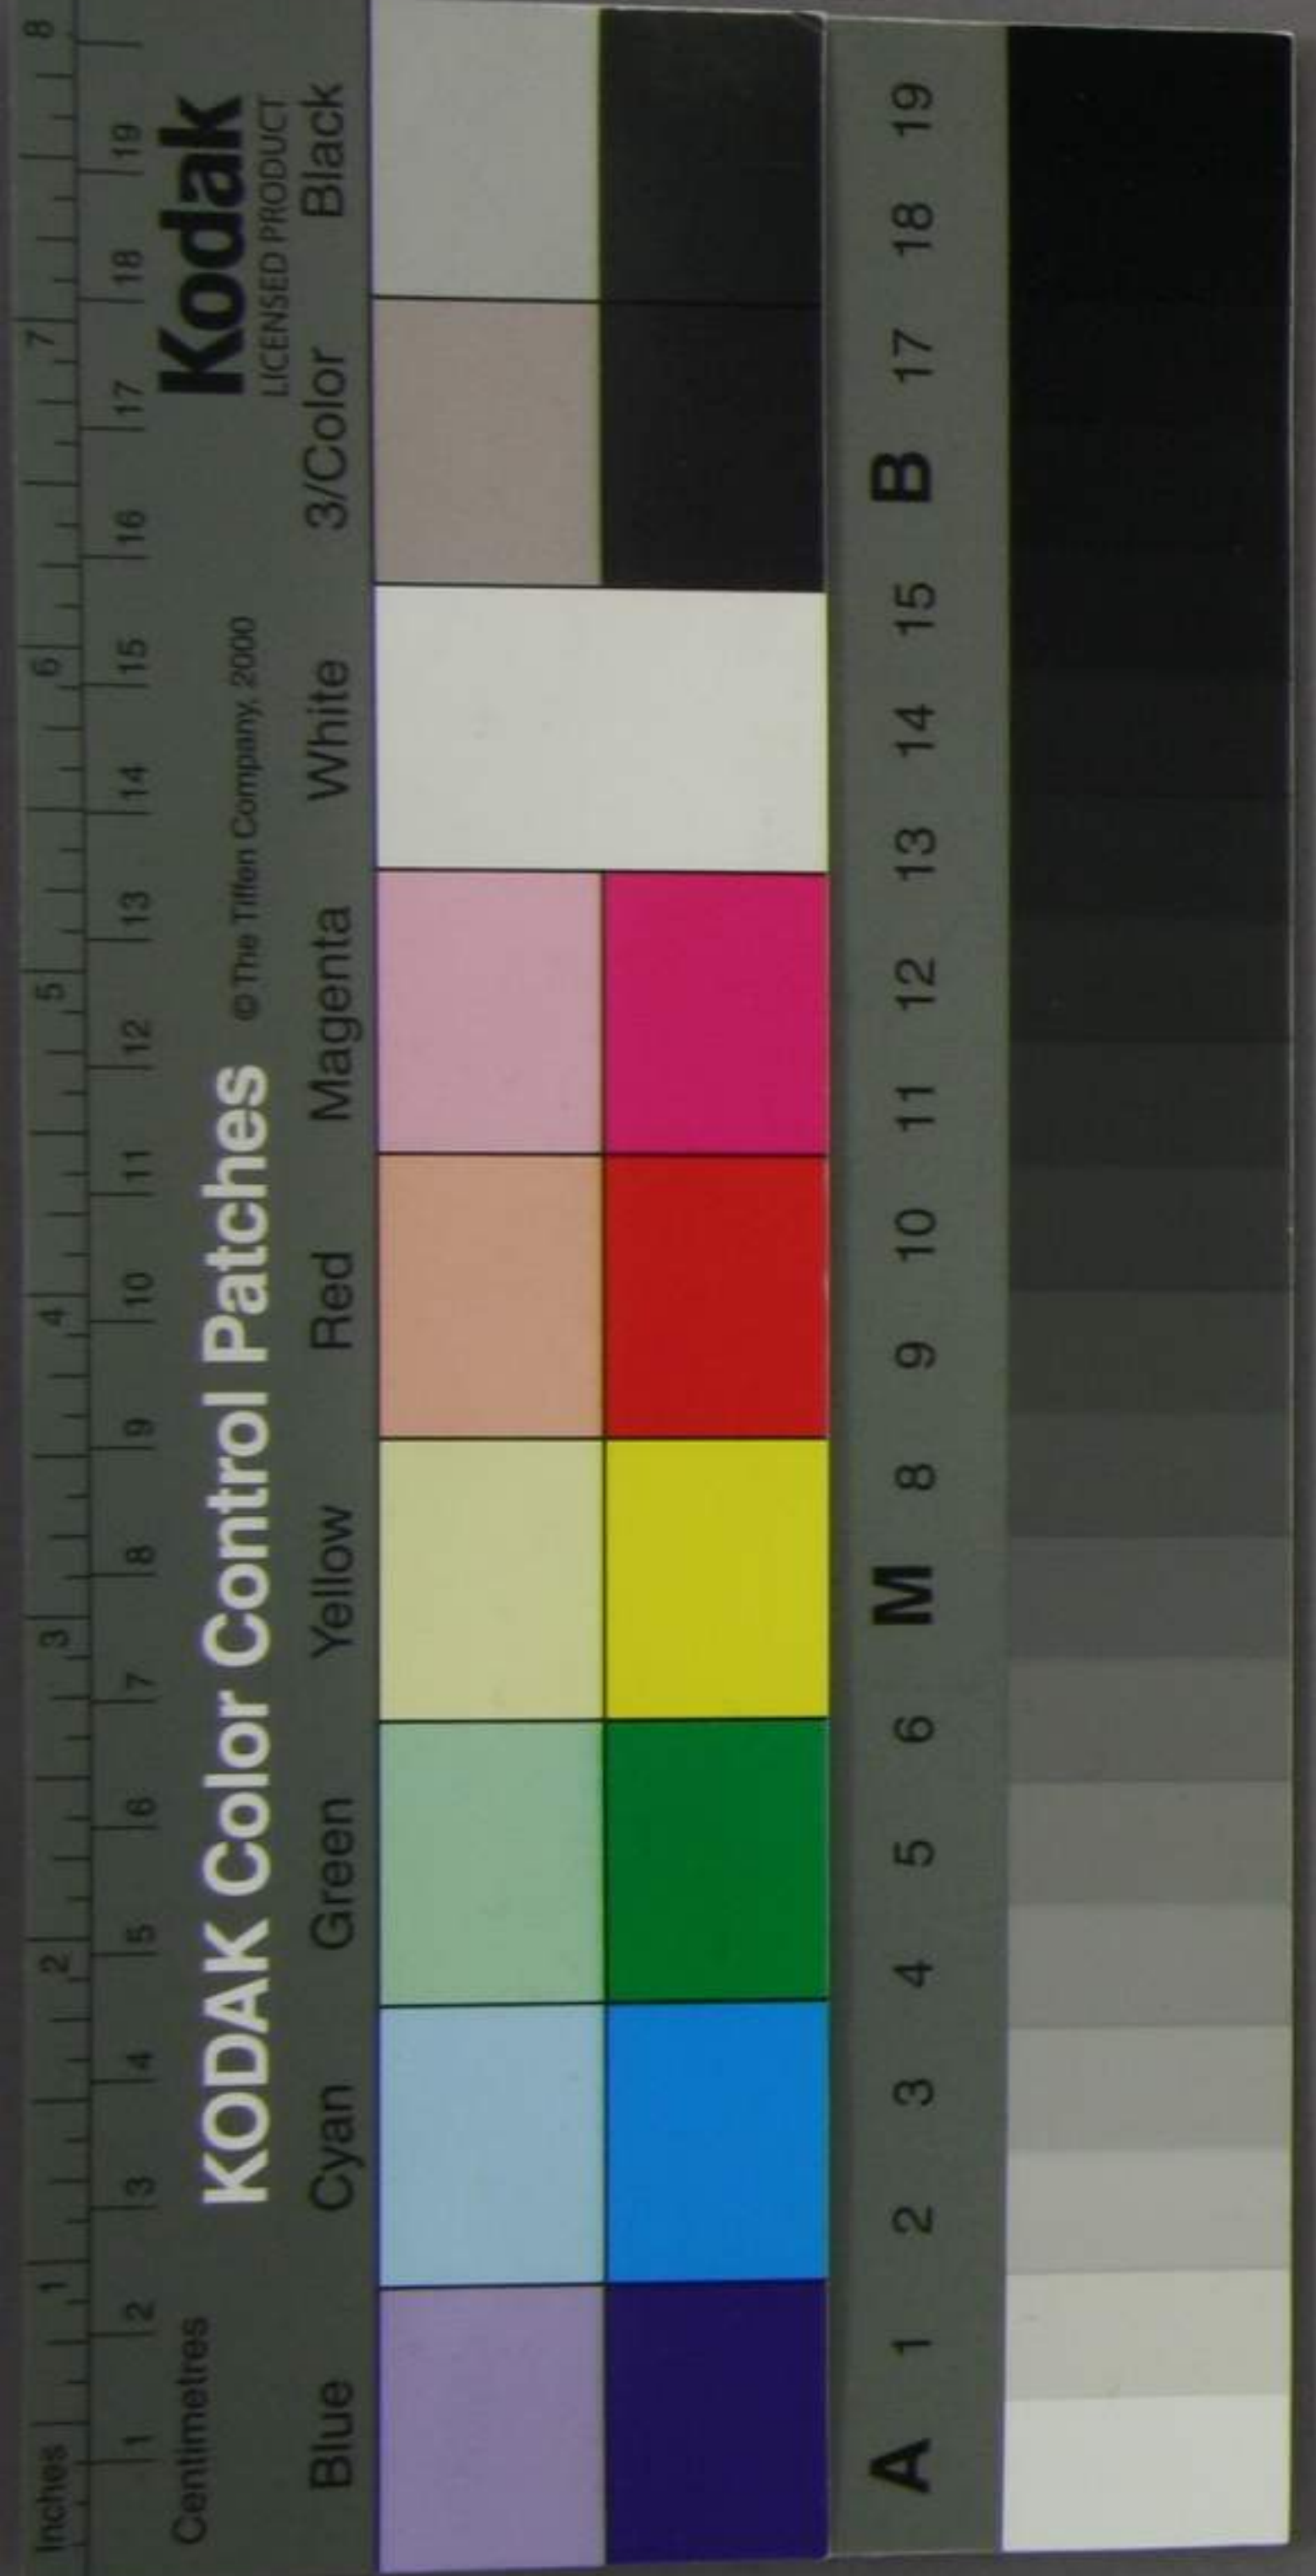 Inches 1 2 3 4 5 6 7 8
Centimetres 1 2 3 4 5 6 7 8 9 10 11 12 13 14 15 16 17 18 19
KODAK Color Control Patches © The Tiffen Company, 2000 Kodak
LICENSED PRODUCT
Blue Cyan Green Yellow Red Magenta White 3/Color Black
A 1 2 3 4 5 6 M 8 9 10 11 12 13 14 15 B 17 18 19